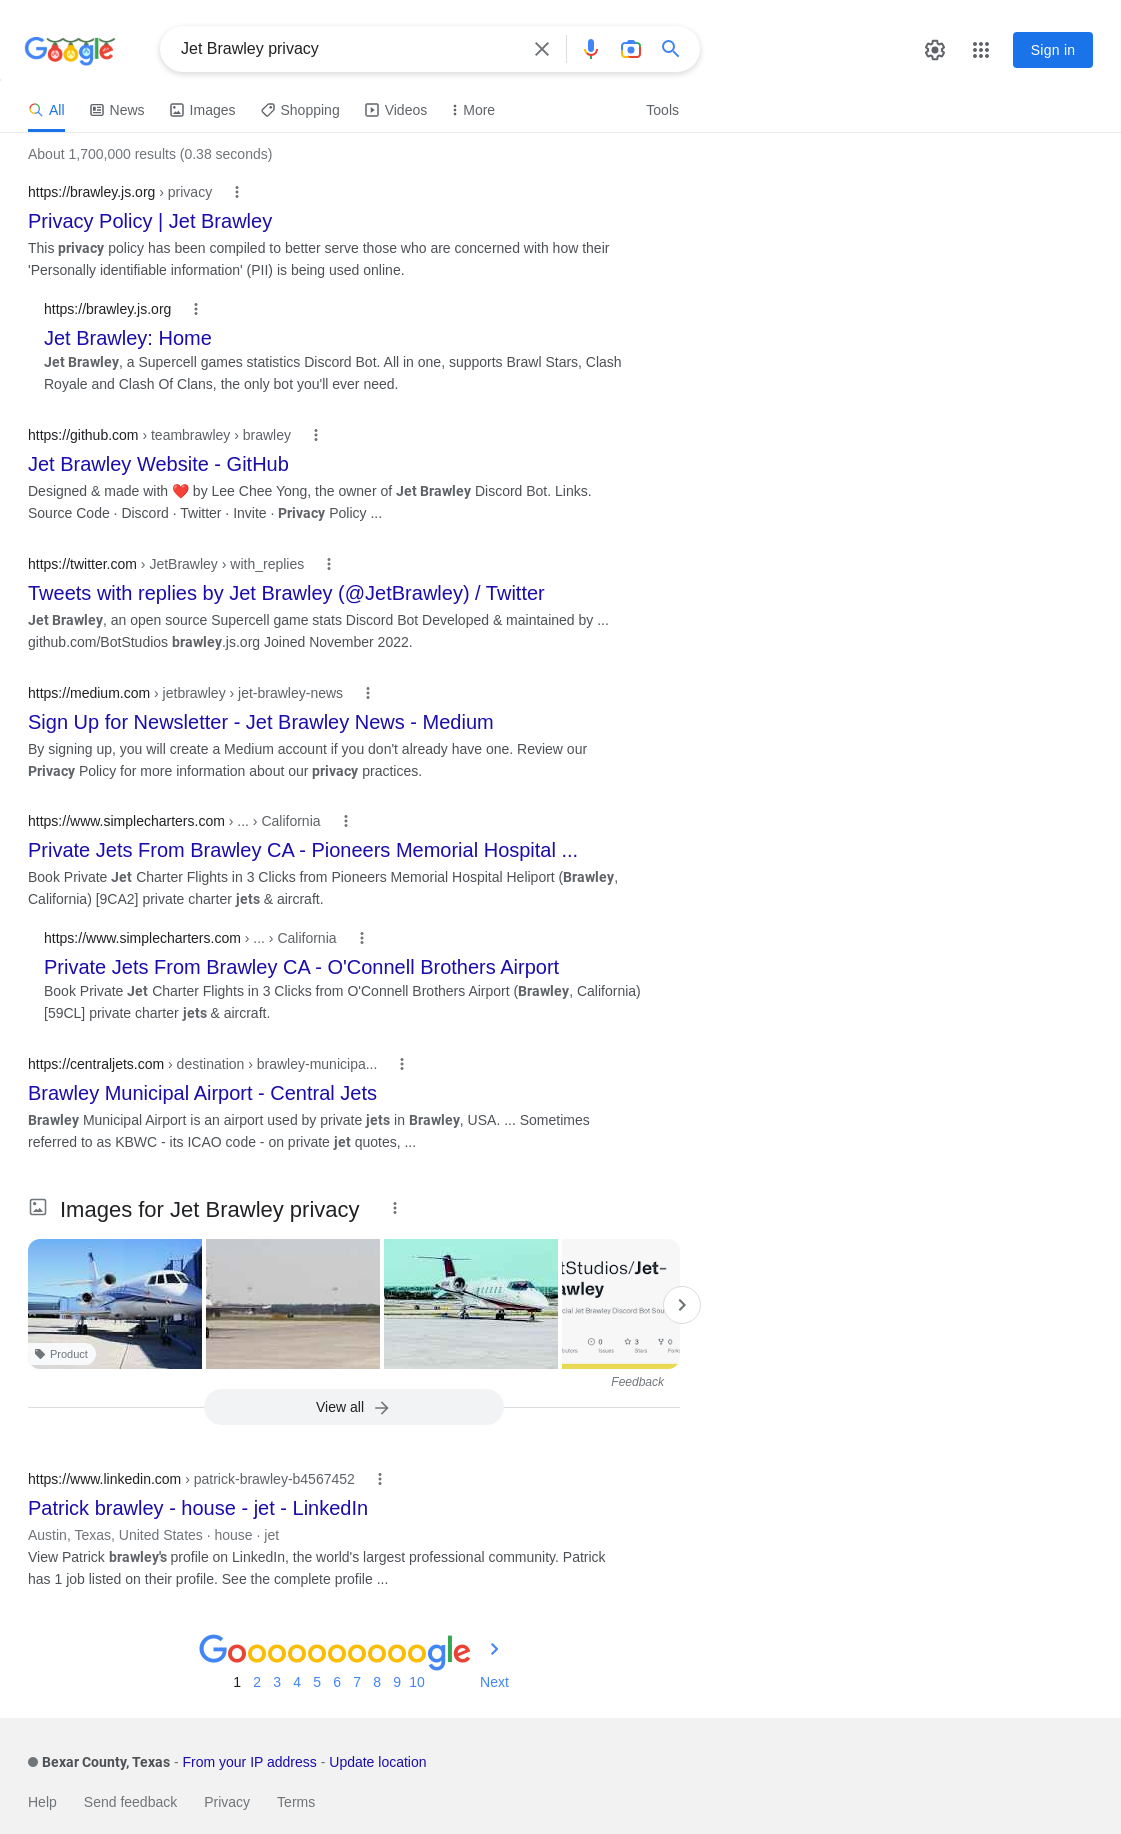 Google
Jet Brawley privacy
Sign in
All
News
Images
Shopping
Videos
More
Tools
About 1,700,000 results (0.38 seconds)
https://brawley.js.org › privacy
Privacy Policy | Jet Brawley
This privacy policy has been compiled to better serve those who are concerned with how their
'Personally identifiable information' (PII) is being used online.
https://brawley.js.org
Jet Brawley: Home
Jet Brawley, a Supercell games statistics Discord Bot. All in one, supports Brawl Stars, Clash
Royale and Clash Of Clans, the only bot you'll ever need.
https://github.com › teambrawley › brawley
Jet Brawley Website - GitHub
Designed & made with ❤️ by Lee Chee Yong, the owner of Jet Brawley Discord Bot. Links.
Source Code · Discord · Twitter · Invite · Privacy Policy ...
https://twitter.com › JetBrawley › with_replies
Tweets with replies by Jet Brawley (@JetBrawley) / Twitter
Jet Brawley, an open source Supercell game stats Discord Bot Developed & maintained by ...
github.com/BotStudios brawley.js.org Joined November 2022.
https://medium.com › jetbrawley › jet-brawley-news
Sign Up for Newsletter - Jet Brawley News - Medium
By signing up, you will create a Medium account if you don't already have one. Review our
Privacy Policy for more information about our privacy practices.
https://www.simplecharters.com › ... › California
Private Jets From Brawley CA - Pioneers Memorial Hospital ...
Book Private Jet Charter Flights in 3 Clicks from Pioneers Memorial Hospital Heliport (Brawley,
California) [9CA2] private charter jets & aircraft.
https://www.simplecharters.com › ... › California
Private Jets From Brawley CA - O'Connell Brothers Airport
Book Private Jet Charter Flights in 3 Clicks from O'Connell Brothers Airport (Brawley, California)
[59CL] private charter jets & aircraft.
https://centraljets.com › destination › brawley-municipa...
Brawley Municipal Airport - Central Jets
Brawley Municipal Airport is an airport used by private jets in Brawley, USA. ... Sometimes
referred to as KBWC - its ICAO code - on private jet quotes, ...
Images for Jet Brawley privacy
tStudios/Jet-
awley
cial Jet Brawley Discord Bot Sou
0 3 0
butors Issues Stars Forks
Product
Feedback
View all
https://www.linkedin.com › patrick-brawley-b4567452
Patrick brawley - house - jet - LinkedIn
Austin, Texas, United States · house · jet
View Patrick brawley's profile on LinkedIn, the world's largest professional community. Patrick
has 1 job listed on their profile. See the complete profile ...
Goooooooooogle
1 2 3 4 5 6 7 8 9 10 Next
Bexar County, Texas - From your IP address - Update location
Help Send feedback Privacy Terms